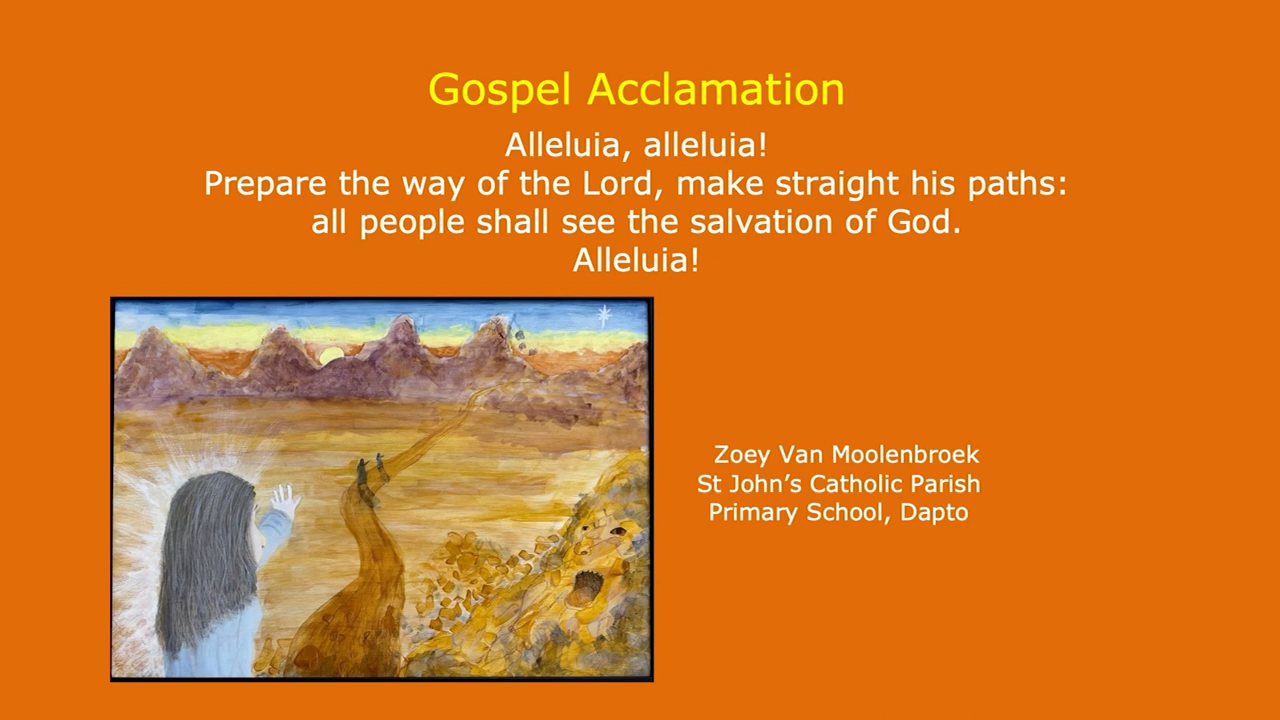 Gospel Acclamation
Alleluia, alleluia!
Prepare the way of the Lord, make straight his paths:
all people shall see the salvation of God.
Alleluia!
Zoey Van Moolenbroek
St John’s Catholic Parish
Primary School, Dapto